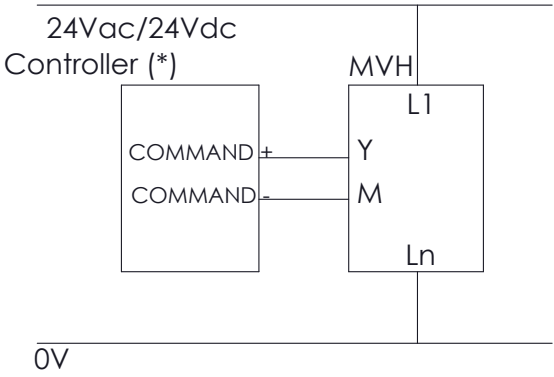 24Vac/24Vdc
Controller (*)
MVH
L1
COMMAND +
Y
COMMAND -
M
Ln
0V